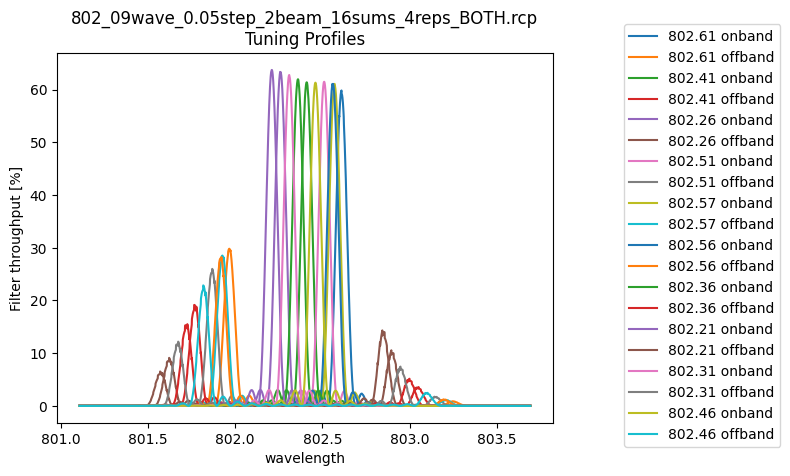 802_09wave_0.05step_2beam_16sums_4reps_BOTH.rcp
Tuning Profiles
Filter throughput [%]
60
50
40
30
20
10
0
801.0
801.5
802.0
802.5
803.0
803.5
wavelength
802.61 onband
802.61 offband
802.41 onband
802.41 offband
802.26 onband
802.26 offband
802.51 onband
802.51 offband
802.57 onband
802.57 offband
802.56 onband
802.56 offband
802.36 onband
802.36 offband
802.21 onband
802.21 offband
802.31 onband
802.31 offband
802.46 onband
802.46 offband